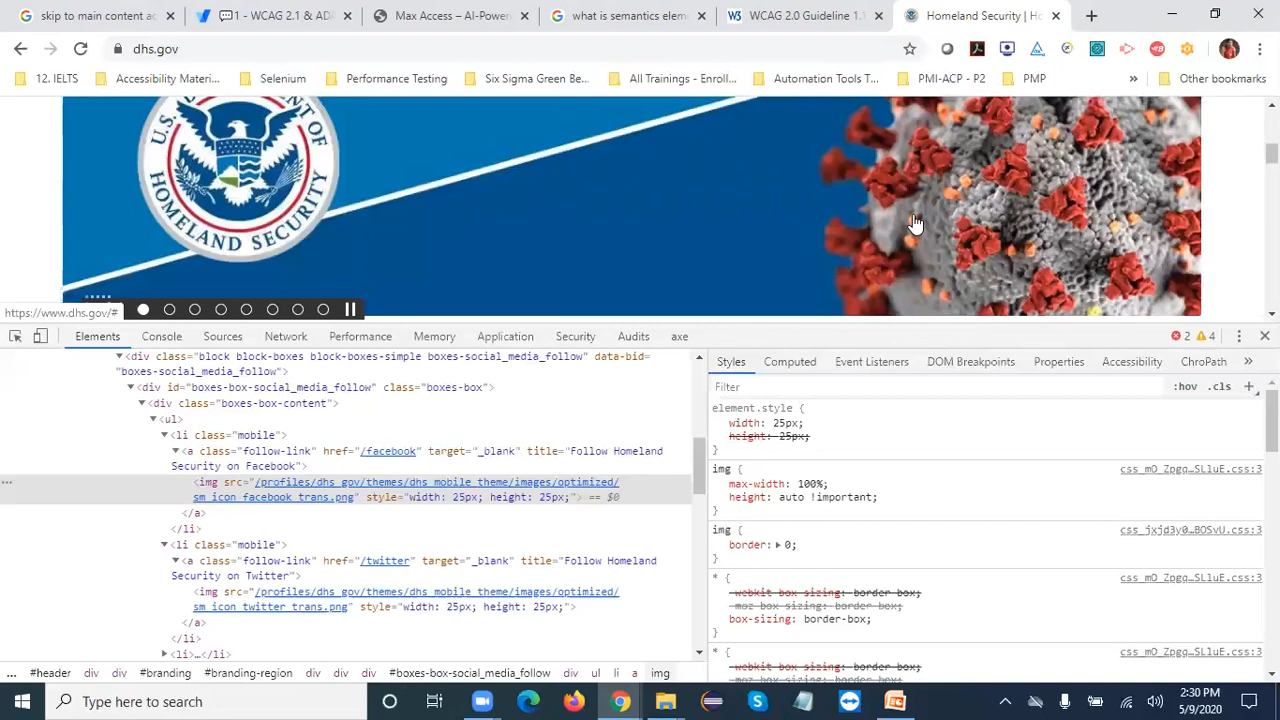 skip to main content ac
1 - WCAG 2.1 & ADA
Max Access – AI-Power
what is semantics elem
W3
WCAG 2.0 Guideline 1.1
Homeland Security | Ho
dhs.gov
12. IELTS
Accessibility Materi...
Selenium
Performance Testing
Six Sigma Green Be...
All Trainings - Enroll...
Automation Tools T...
PMI-ACP - P2
PMP
»
Other bookmarks
U.S. DEPARTMENT OF
HOMELAND SECURITY
https://www.dhs.gov/#
Elements
Console
Sources
Network
Performance
Memory
Application
Security
Audits
axe
2
4
<div class="block block-boxes block-boxes-simple boxes-social_media_follow" data-bid=
"boxes-social_media_follow">
<div id="boxes-box-social_media_follow" class="boxes-box">
<div class="boxes-box-content">
<ul>
<li class="mobile">
<a class="follow-link" href="/facebook" target="_blank" title="Follow Homeland
Security on Facebook">
<img src="/profiles/dhs_gov/themes/dhs_mobile_theme/images/optimized/
sm_icon_facebook_trans.png" style="width: 25px; height: 25px;"> == $0
</a>
</li>
<li class="mobile">
<a class="follow-link" href="/twitter" target="_blank" title="Follow Homeland
Security on Twitter">
<img src="/profiles/dhs_gov/themes/dhs_mobile_theme/images/optimized/
sm_icon_twitter_trans.png" style="width: 25px; height: 25px;">
</a>
</li>
<li>…</li>
... #header div #branding #branding-region div div #boxes-box-social_media_follow div ul li a img
Styles
Computed
Event Listeners
DOM Breakpoints
Properties
Accessibility
ChroPath
»
Filter
:hov .cls +
element.style {
width: 25px;
height: 25px;
}
img {
css_mO_Zpgq…SLluE.css:3
max-width: 100%;
height: auto !important;
}
img {
css_jxjd3y0…BOSvU.css:3
border: 0;
}
* {
css_mO_Zpgq…SLluE.css:3
-webkit-box-sizing: border-box;
-moz-box-sizing: border-box;
box-sizing: border-box;
}
* {
css_mO_Zpgq…SLluE.css:3
-webkit-box-sizing: border-box;
-moz-box-sizing: border-box;
Type here to search
2:30 PM
5/9/2020